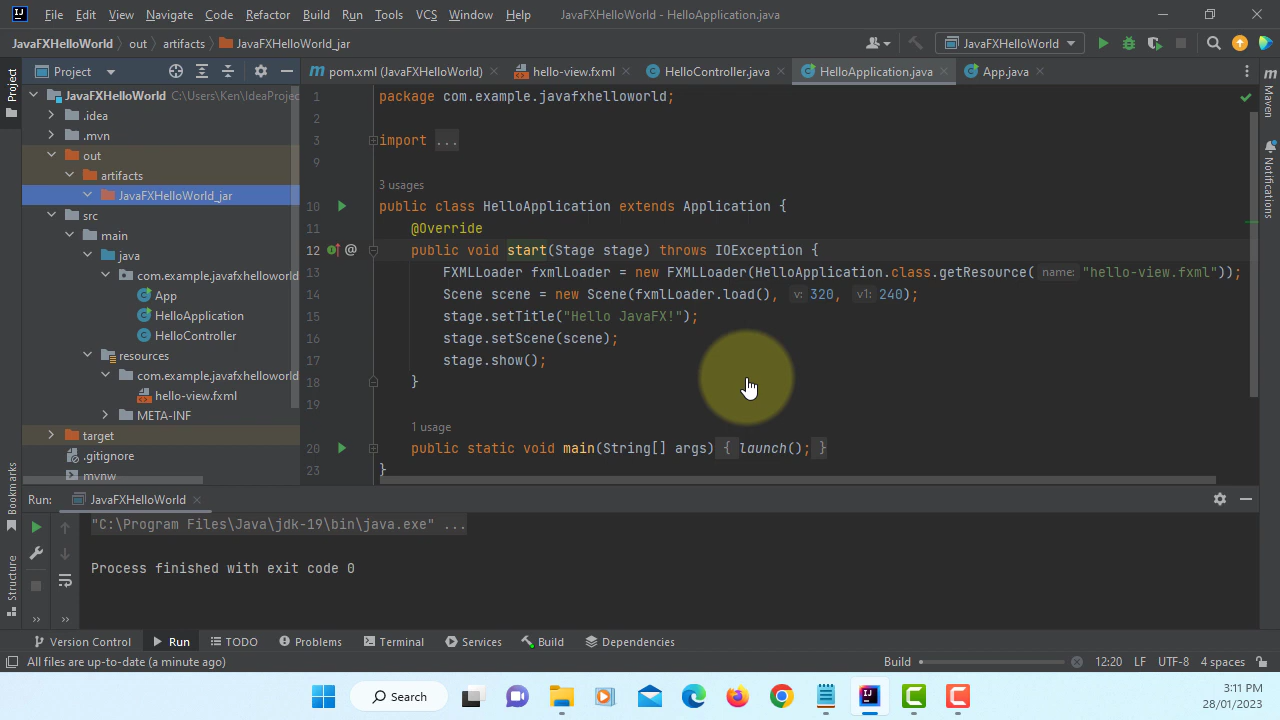 File Edit View Navigate Code Refactor Build Run Tools VCS Window Help JavaFXHelloWorld - HelloApplication.java
JavaFXHelloWorld out artifacts JavaFXHelloWorld_jar JavaFXHelloWorld
Project
Project
pom.xml (JavaFXHelloWorld) hello-view.fxml HelloController.java HelloApplication.java App.java
Maven
Notifications
JavaFXHelloWorld C:\Users\Ken\IdeaProjec
.idea
.mvn
out
artifacts
JavaFXHelloWorld_jar
src
main
java
com.example.javafxhelloworld
App
HelloApplication
HelloController
resources
com.example.javafxhelloworld
hello-view.fxml
META-INF
target
.gitignore
mvnw
1 package com.example.javafxhelloworld;
2
3 import ...
9
3 usages
10 public class HelloApplication extends Application {
11 @Override
12 @ public void start(Stage stage) throws IOException {
13 FXMLLoader fxmlLoader = new FXMLLoader(HelloApplication.class.getResource( name: "hello-view.fxml"));
14 Scene scene = new Scene(fxmlLoader.load(), v: 320, v1: 240);
15 stage.setTitle("Hello JavaFX!");
16 stage.setScene(scene);
17 stage.show();
18 }
19
1 usage
20 public static void main(String[] args) { launch(); }
23 }
Bookmarks
Structure
Run: JavaFXHelloWorld
"C:\Program Files\Java\jdk-19\bin\java.exe" ...
Process finished with exit code 0
Version Control Run TODO Problems Terminal Services Build Dependencies
All files are up-to-date (a minute ago) Build 12:20 LF UTF-8 4 spaces
Search
3:11 PM
28/01/2023